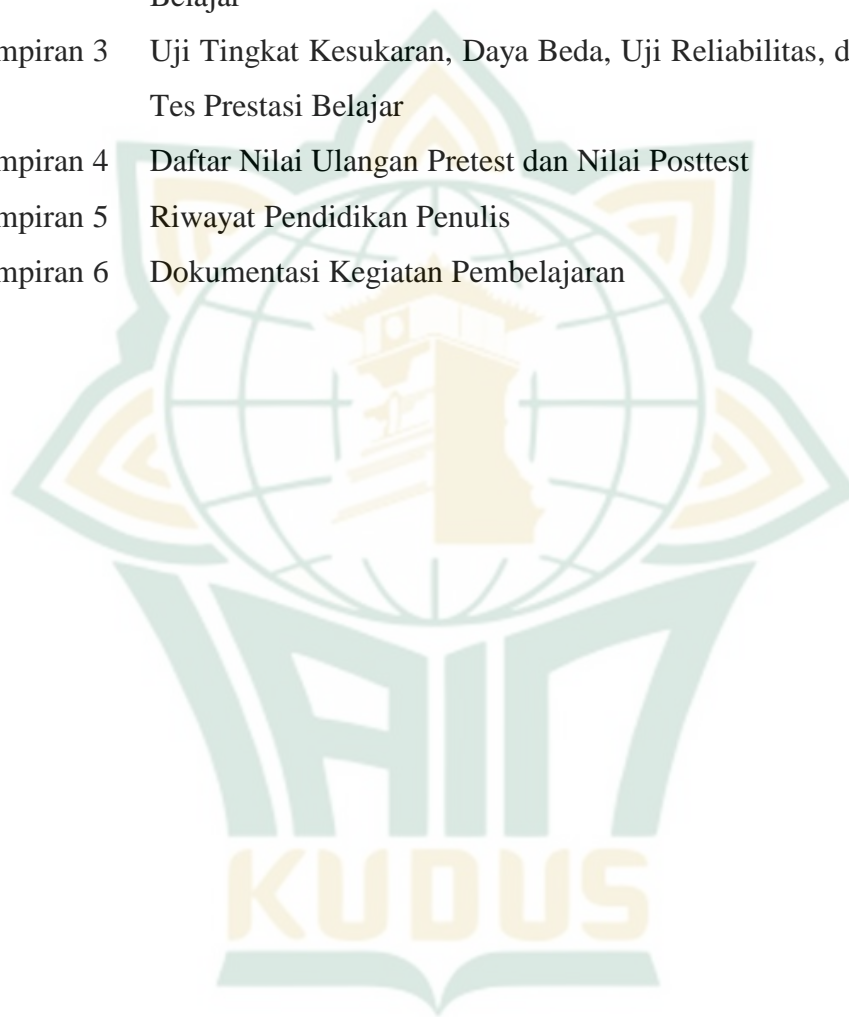 Belajar
mpiran 3 Uji Tingkat Kesukaran, Daya Beda, Uji Reliabilitas, d
Tes Prestasi Belajar
mpiran 4 Daftar Nilai Ulangan Pretest dan Nilai Posttest
mpiran 5 Riwayat Pendidikan Penulis
mpiran 6 Dokumentasi Kegiatan Pembelajaran
IAIN
KUDUS